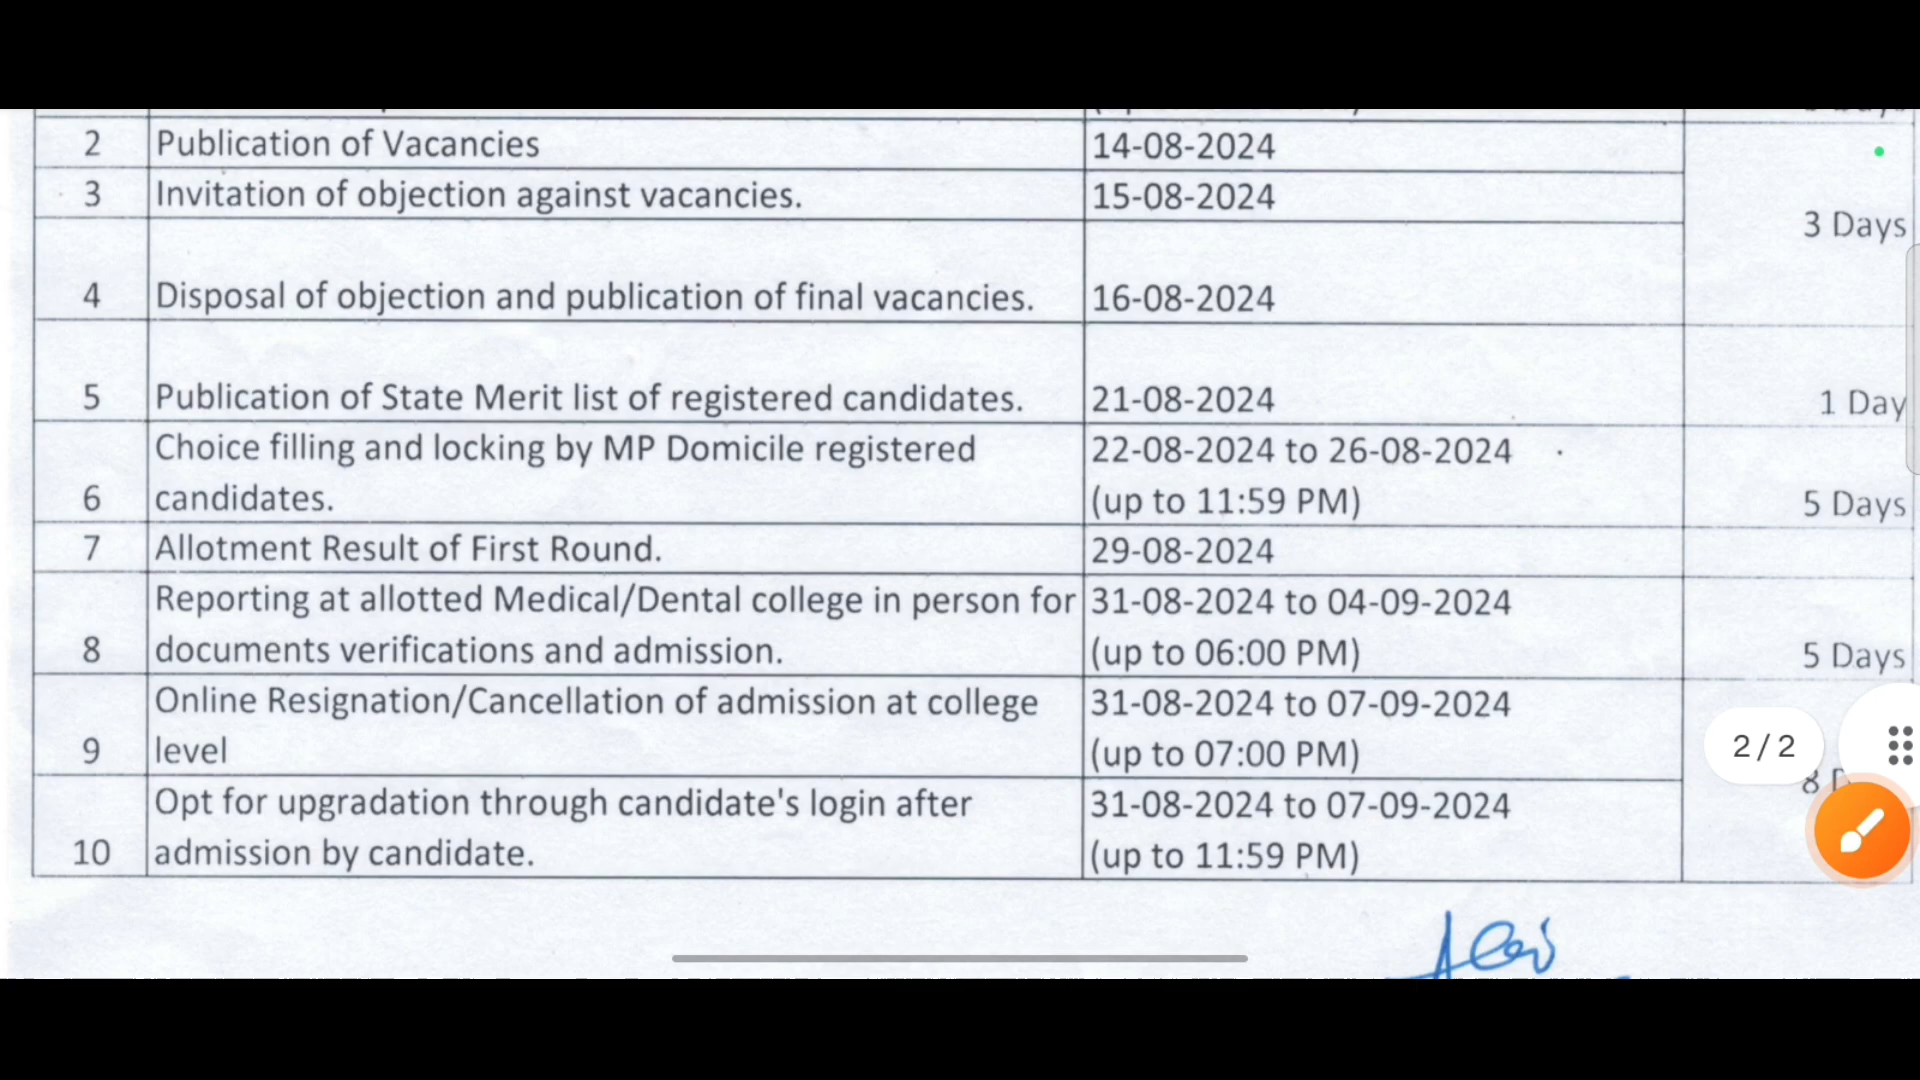 2 Publication of Vacancies 14-08-2024
3 Invitation of objection against vacancies. 15-08-2024
3 Days
4 Disposal of objection and publication of final vacancies. 16-08-2024
5 Publication of State Merit list of registered candidates. 21-08-2024 1 Day
Choice filling and locking by MP Domicile registered 22-08-2024 to 26-08-2024
6 candidates. (up to 11:59 PM) 5 Days
7 Allotment Result of First Round. 29-08-2024
Reporting at allotted Medical/Dental college in person for 31-08-2024 to 04-09-2024
8 documents verifications and admission. (up to 06:00 PM) 5 Days
Online Resignation/Cancellation of admission at college 31-08-2024 to 07-09-2024
9 level (up to 07:00 PM)
2/2
8
Opt for upgradation through candidate's login after 31-08-2024 to 07-09-2024
10 admission by candidate. (up to 11:59 PM)